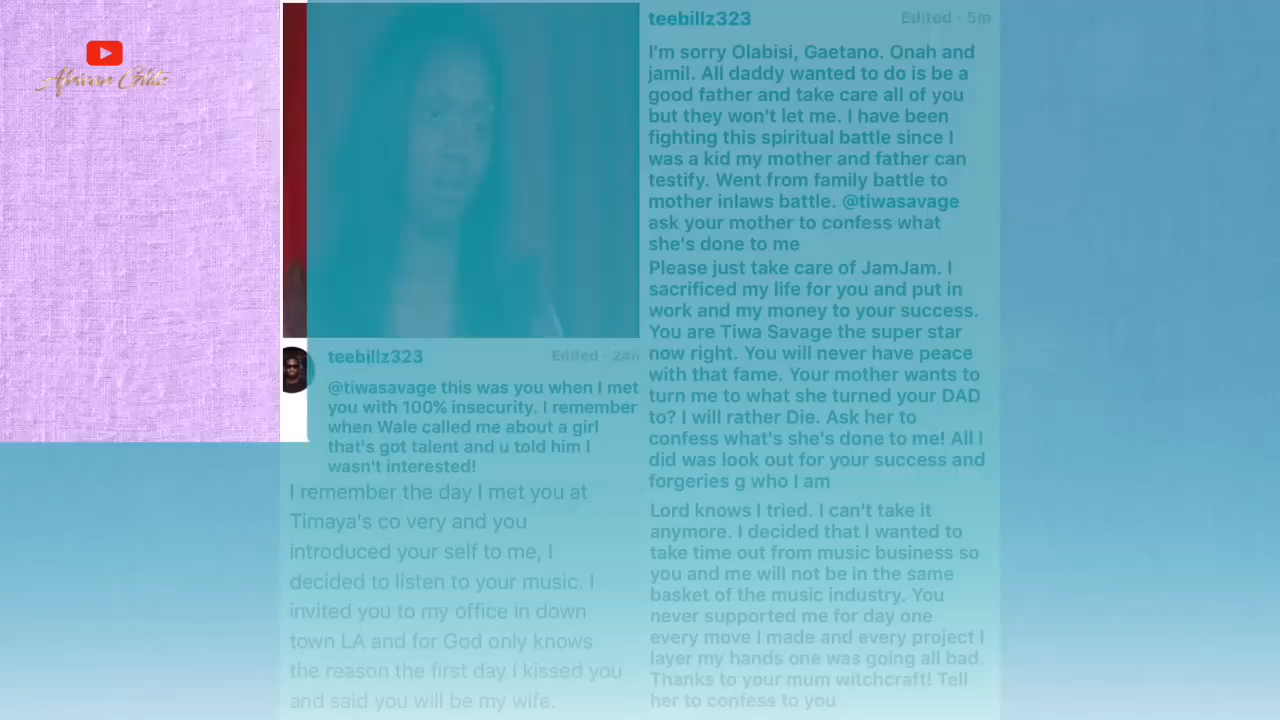 African Glitz
teebillz323 Edited · 24m
@tiwasavage this was you when I met
you with 100% insecurity. I remember
when Wale called me about a girl
that's got talent and u told him I
wasn't interested!
I remember the day I met you at
Timaya's co very and you
introduced your self to me, I
decided to listen to your music. I
invited you to my office in down
town LA and for God only knows
the reason the first day I kissed you
and said you will be my wife.
teebillz323 Edited · 5m
I'm sorry Olabisi, Gaetano. Onah and
jamil. All daddy wanted to do is be a
good father and take care all of you
but they won't let me. I have been
fighting this spiritual battle since I
was a kid my mother and father can
testify. Went from family battle to
mother inlaws battle. @tiwasavage
ask your mother to confess what
she's done to me
Please just take care of JamJam. I
sacrificed my life for you and put in
work and my money to your success.
You are Tiwa Savage the super star
now right. You will never have peace
with that fame. Your mother wants to
turn me to what she turned your DAD
to? I will rather Die. Ask her to
confess what's she's done to me! All I
did was look out for your success and
forgeries g who I am
Lord knows I tried. I can't take it
anymore. I decided that I wanted to
take time out from music business so
you and me will not be in the same
basket of the music industry. You
never supported me for day one
every move I made and every project I
layer my hands one was going all bad.
Thanks to your mum witchcraft! Tell
her to confess to you